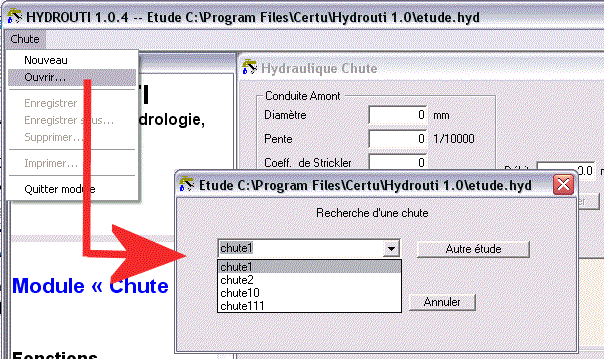 HYDROUTI 1.0.4 -- Etude C:\Program Files\Certu\Hydrouti 1.0\etude.hyd
Chute
Nouveau
Ouvrir...
Enregistrer
Enregistrer sous...
Supprimer...
Imprimer...
Quitter module
drologie,
Module « Chute
Fonctions
Hydraulique Chute
Conduite Amont
Diamètre 0 mm
Pente 0 1/10000
Coeff. de Strickler
Etude C:\Program Files\Certu\Hydrouti 1.0\etude.hyd
Recherche d'une chute
chute1
Autre étude
chute1
chute2
chute10
chute111
Annuler